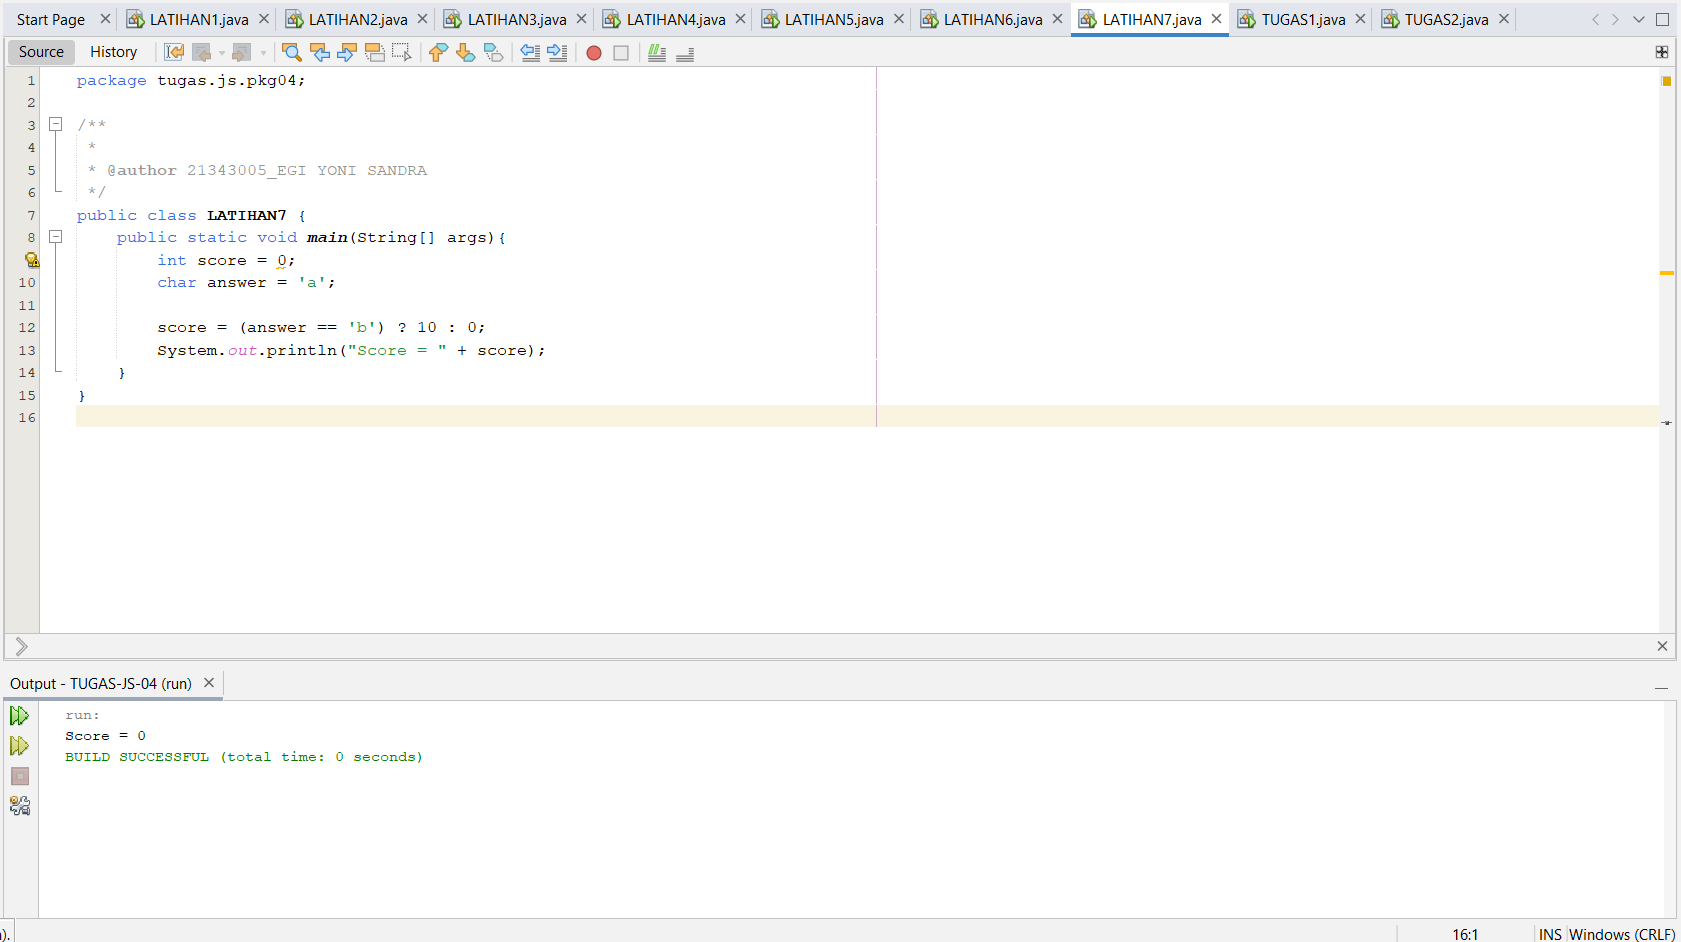 Start Page LATIHAN1.java LATIHAN2.java LATIHAN3.java LATIHAN4.java LATIHAN5.java LATIHAN6.java LATIHAN7.java TUGAS1.java TUGAS2.java
Source History
1 package tugas.js.pkg04;
2
3 /**
4 *
5 * @author 21343005_EGI YONI SANDRA
6 */
7 public class LATIHAN7 {
8 public static void main(String[] args){
int score = 0;
10 char answer = 'a';
11
12 score = (answer == 'b') ? 10 : 0;
13 System.out.println("Score = " + score);
14 }
15 }
16
Output - TUGAS-JS-04 (run)
run:
Score = 0
BUILD SUCCESSFUL (total time: 0 seconds)
). 16:1 INS Windows (CRLF)